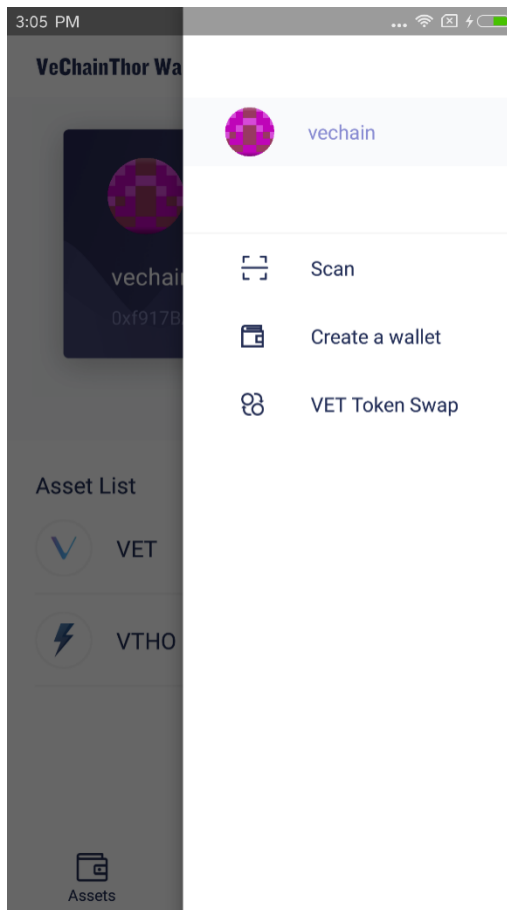 3:05 PM
VeChainThor Wa
vechain
vechai
0xf917B
Scan
Create a wallet
VET Token Swap
Asset List
VET
VTHO
Assets